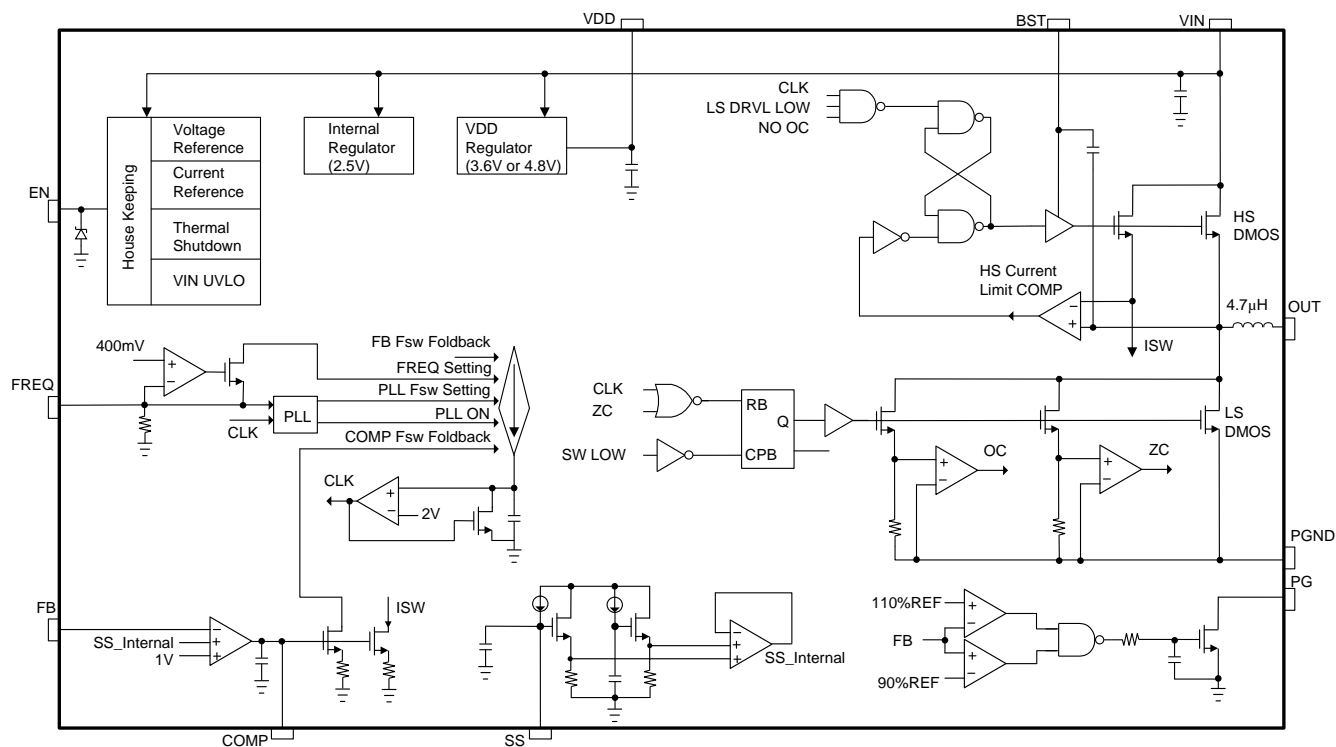 VDD
BST
VIN
CLK
LS DRVL LOW
NO OC
House Keeping
Voltage
Reference
Current
Reference
Thermal
Shutdown
VIN UVLO
Internal
Regulator
(2.5V)
VDD
Regulator
(3.6V or 4.8V)
EN
HS
DMOS
HS Current
Limit COMP
4.7μH
OUT
ISW
400mV
FREQ
PLL
CLK
FB Fsw Foldback
FREQ Setting
PLL Fsw Setting
PLL ON
COMP Fsw Foldback
CLK
2V
CLK
ZC
SW LOW
RB
Q
CPB
LS
DMOS
OC
ZC
PGND
PG
FB
SS_Internal
1V
ISW
SS_Internal
110%REF
FB
90%REF
COMP
SS